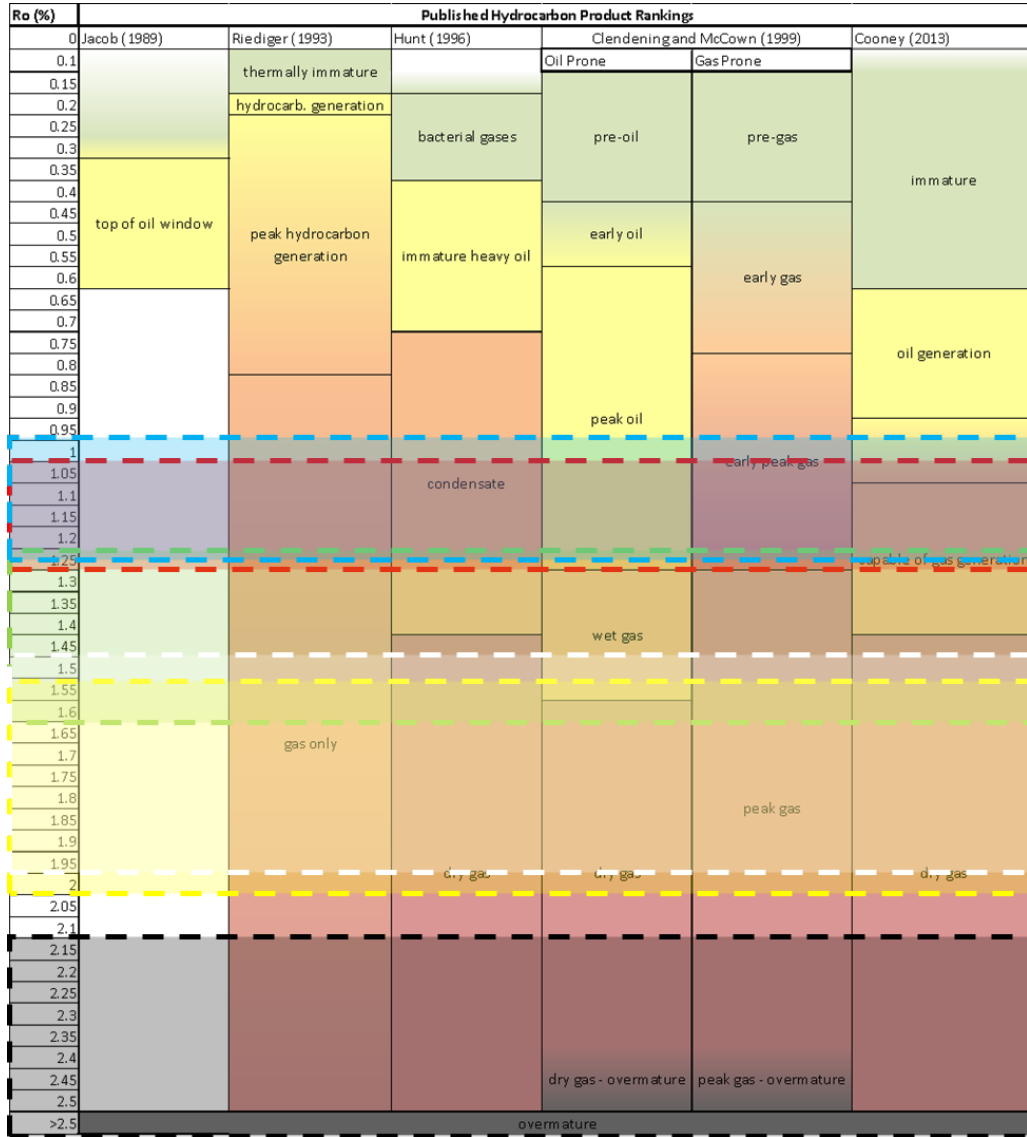 Ro (%) Published Hydrocarbon Product Rankings
0 Jacob (1989) Riediger (1993) Hunt (1996) Clendening and McCown (1999) Cooney (2013)
0.1 Oil Prone Gas Prone
thermally immature
0.15
0.2 hydrocarb. generation
0.25 bacterial gases pre-oil pre-gas
0.3
0.35 immature
0.4
0.45 top of oil window peak hydrocarbon early oil
0.5 generation
0.55 immature heavy oil
0.6 early gas
0.65
0.7
0.75 oil generation
0.8
0.85
0.9 peak oil
0.95
1 early peak gas
1.05 condensate
1.1
1.15
1.2
1.25 capable of gas generation
1.3
1.35
1.4 wet gas
1.45
1.5
1.55
1.6
1.65 gas only
1.7
1.75
1.8 peak gas
1.85
1.9
1.95 dry gas dry gas dry gas
2
2.05
2.1
2.15
2.2
2.25
2.3
2.35
2.4
2.45 dry gas - overmature peak gas - overmature
2.5
>2.5 overmature